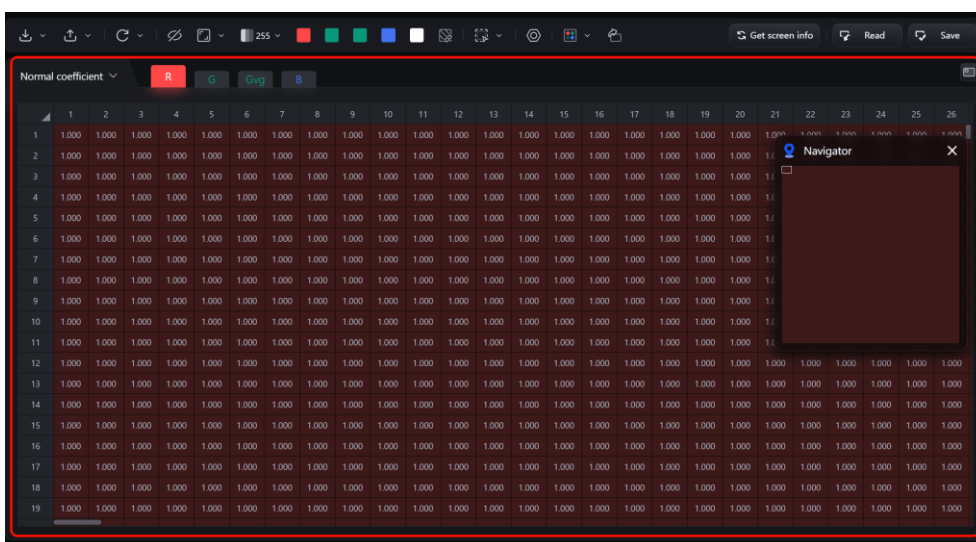 255 Get screen info Read Save
Normal coefficient R G Gvg B
1 2 3 4 5 6 7 8 9 10 11 12 13 14 15 16 17 18 19 20 21 22 23 24 25 26
1 1.000 1.000 1.000 1.000 1.000 1.000 1.000 1.000 1.000 1.000 1.000 1.000 1.000 1.000 1.000 1.000 1.000 1.000 1.000 1.000 1.000 1.000 1.000 1.000 1.000 1.000
2 1.000 1.000 1.000 1.000 1.000 1.000 1.000 1.000 1.000 1.000 1.000 1.000 1.000 1.000 1.000 1.000 1.000 1.000 1.000 1.000
Navigator
3 1.000 1.000 1.000 1.000 1.000 1.000 1.000 1.000 1.000 1.000 1.000 1.000 1.000 1.000 1.000 1.000 1.000 1.000 1.000 1.000
4 1.000 1.000 1.000 1.000 1.000 1.000 1.000 1.000 1.000 1.000 1.000 1.000 1.000 1.000 1.000 1.000 1.000 1.000 1.000 1.000
5 1.000 1.000 1.000 1.000 1.000 1.000 1.000 1.000 1.000 1.000 1.000 1.000 1.000 1.000 1.000 1.000 1.000 1.000 1.000 1.000
6 1.000 1.000 1.000 1.000 1.000 1.000 1.000 1.000 1.000 1.000 1.000 1.000 1.000 1.000 1.000 1.000 1.000 1.000 1.000 1.000
7 1.000 1.000 1.000 1.000 1.000 1.000 1.000 1.000 1.000 1.000 1.000 1.000 1.000 1.000 1.000 1.000 1.000 1.000 1.000 1.000
8 1.000 1.000 1.000 1.000 1.000 1.000 1.000 1.000 1.000 1.000 1.000 1.000 1.000 1.000 1.000 1.000 1.000 1.000 1.000 1.000
9 1.000 1.000 1.000 1.000 1.000 1.000 1.000 1.000 1.000 1.000 1.000 1.000 1.000 1.000 1.000 1.000 1.000 1.000 1.000 1.000
10 1.000 1.000 1.000 1.000 1.000 1.000 1.000 1.000 1.000 1.000 1.000 1.000 1.000 1.000 1.000 1.000 1.000 1.000 1.000 1.000
11 1.000 1.000 1.000 1.000 1.000 1.000 1.000 1.000 1.000 1.000 1.000 1.000 1.000 1.000 1.000 1.000 1.000 1.000 1.000 1.000
12 1.000 1.000 1.000 1.000 1.000 1.000 1.000 1.000 1.000 1.000 1.000 1.000 1.000 1.000 1.000 1.000 1.000 1.000 1.000 1.000 1.000 1.000 1.000 1.000 1.000 1.000
13 1.000 1.000 1.000 1.000 1.000 1.000 1.000 1.000 1.000 1.000 1.000 1.000 1.000 1.000 1.000 1.000 1.000 1.000 1.000 1.000 1.000 1.000 1.000 1.000 1.000 1.000
14 1.000 1.000 1.000 1.000 1.000 1.000 1.000 1.000 1.000 1.000 1.000 1.000 1.000 1.000 1.000 1.000 1.000 1.000 1.000 1.000 1.000 1.000 1.000 1.000 1.000 1.000
15 1.000 1.000 1.000 1.000 1.000 1.000 1.000 1.000 1.000 1.000 1.000 1.000 1.000 1.000 1.000 1.000 1.000 1.000 1.000 1.000 1.000 1.000 1.000 1.000 1.000 1.000
16 1.000 1.000 1.000 1.000 1.000 1.000 1.000 1.000 1.000 1.000 1.000 1.000 1.000 1.000 1.000 1.000 1.000 1.000 1.000 1.000 1.000 1.000 1.000 1.000 1.000 1.000
17 1.000 1.000 1.000 1.000 1.000 1.000 1.000 1.000 1.000 1.000 1.000 1.000 1.000 1.000 1.000 1.000 1.000 1.000 1.000 1.000 1.000 1.000 1.000 1.000 1.000 1.000
18 1.000 1.000 1.000 1.000 1.000 1.000 1.000 1.000 1.000 1.000 1.000 1.000 1.000 1.000 1.000 1.000 1.000 1.000 1.000 1.000 1.000 1.000 1.000 1.000 1.000 1.000
19 1.000 1.000 1.000 1.000 1.000 1.000 1.000 1.000 1.000 1.000 1.000 1.000 1.000 1.000 1.000 1.000 1.000 1.000 1.000 1.000 1.000 1.000 1.000 1.000 1.000 1.000